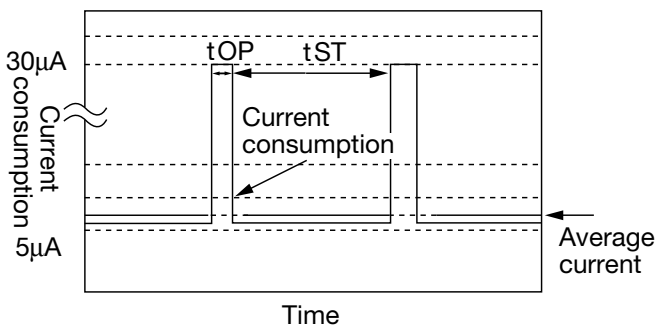 tOP
tST
30μA
Current
consumption
Current
consumption
5μA
Average
current
Time